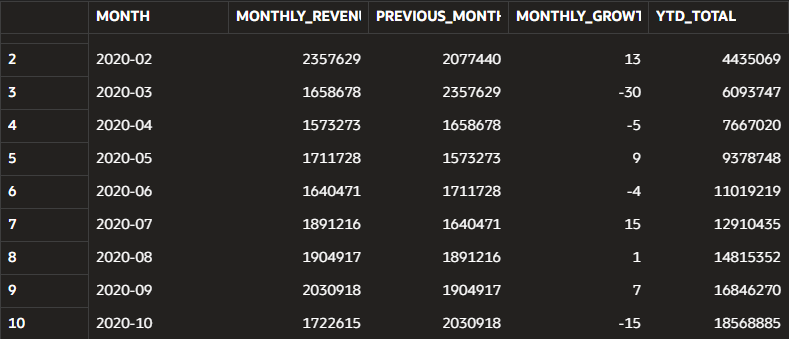 MONTH MONTHLY_REVENU PREVIOUS_MONTH MONTHLY_GROWT YTD_TOTAL
2 2020-02 2357629 2077440 13 4435069
3 2020-03 1658678 2357629 -30 6093747
4 2020-04 1573273 1658678 -5 7667020
5 2020-05 1711728 1573273 9 9378748
6 2020-06 1640471 1711728 -4 11019219
7 2020-07 1891216 1640471 15 12910435
8 2020-08 1904917 1891216 1 14815352
9 2020-09 2030918 1904917 7 16846270
10 2020-10 1722615 2030918 -15 18568885